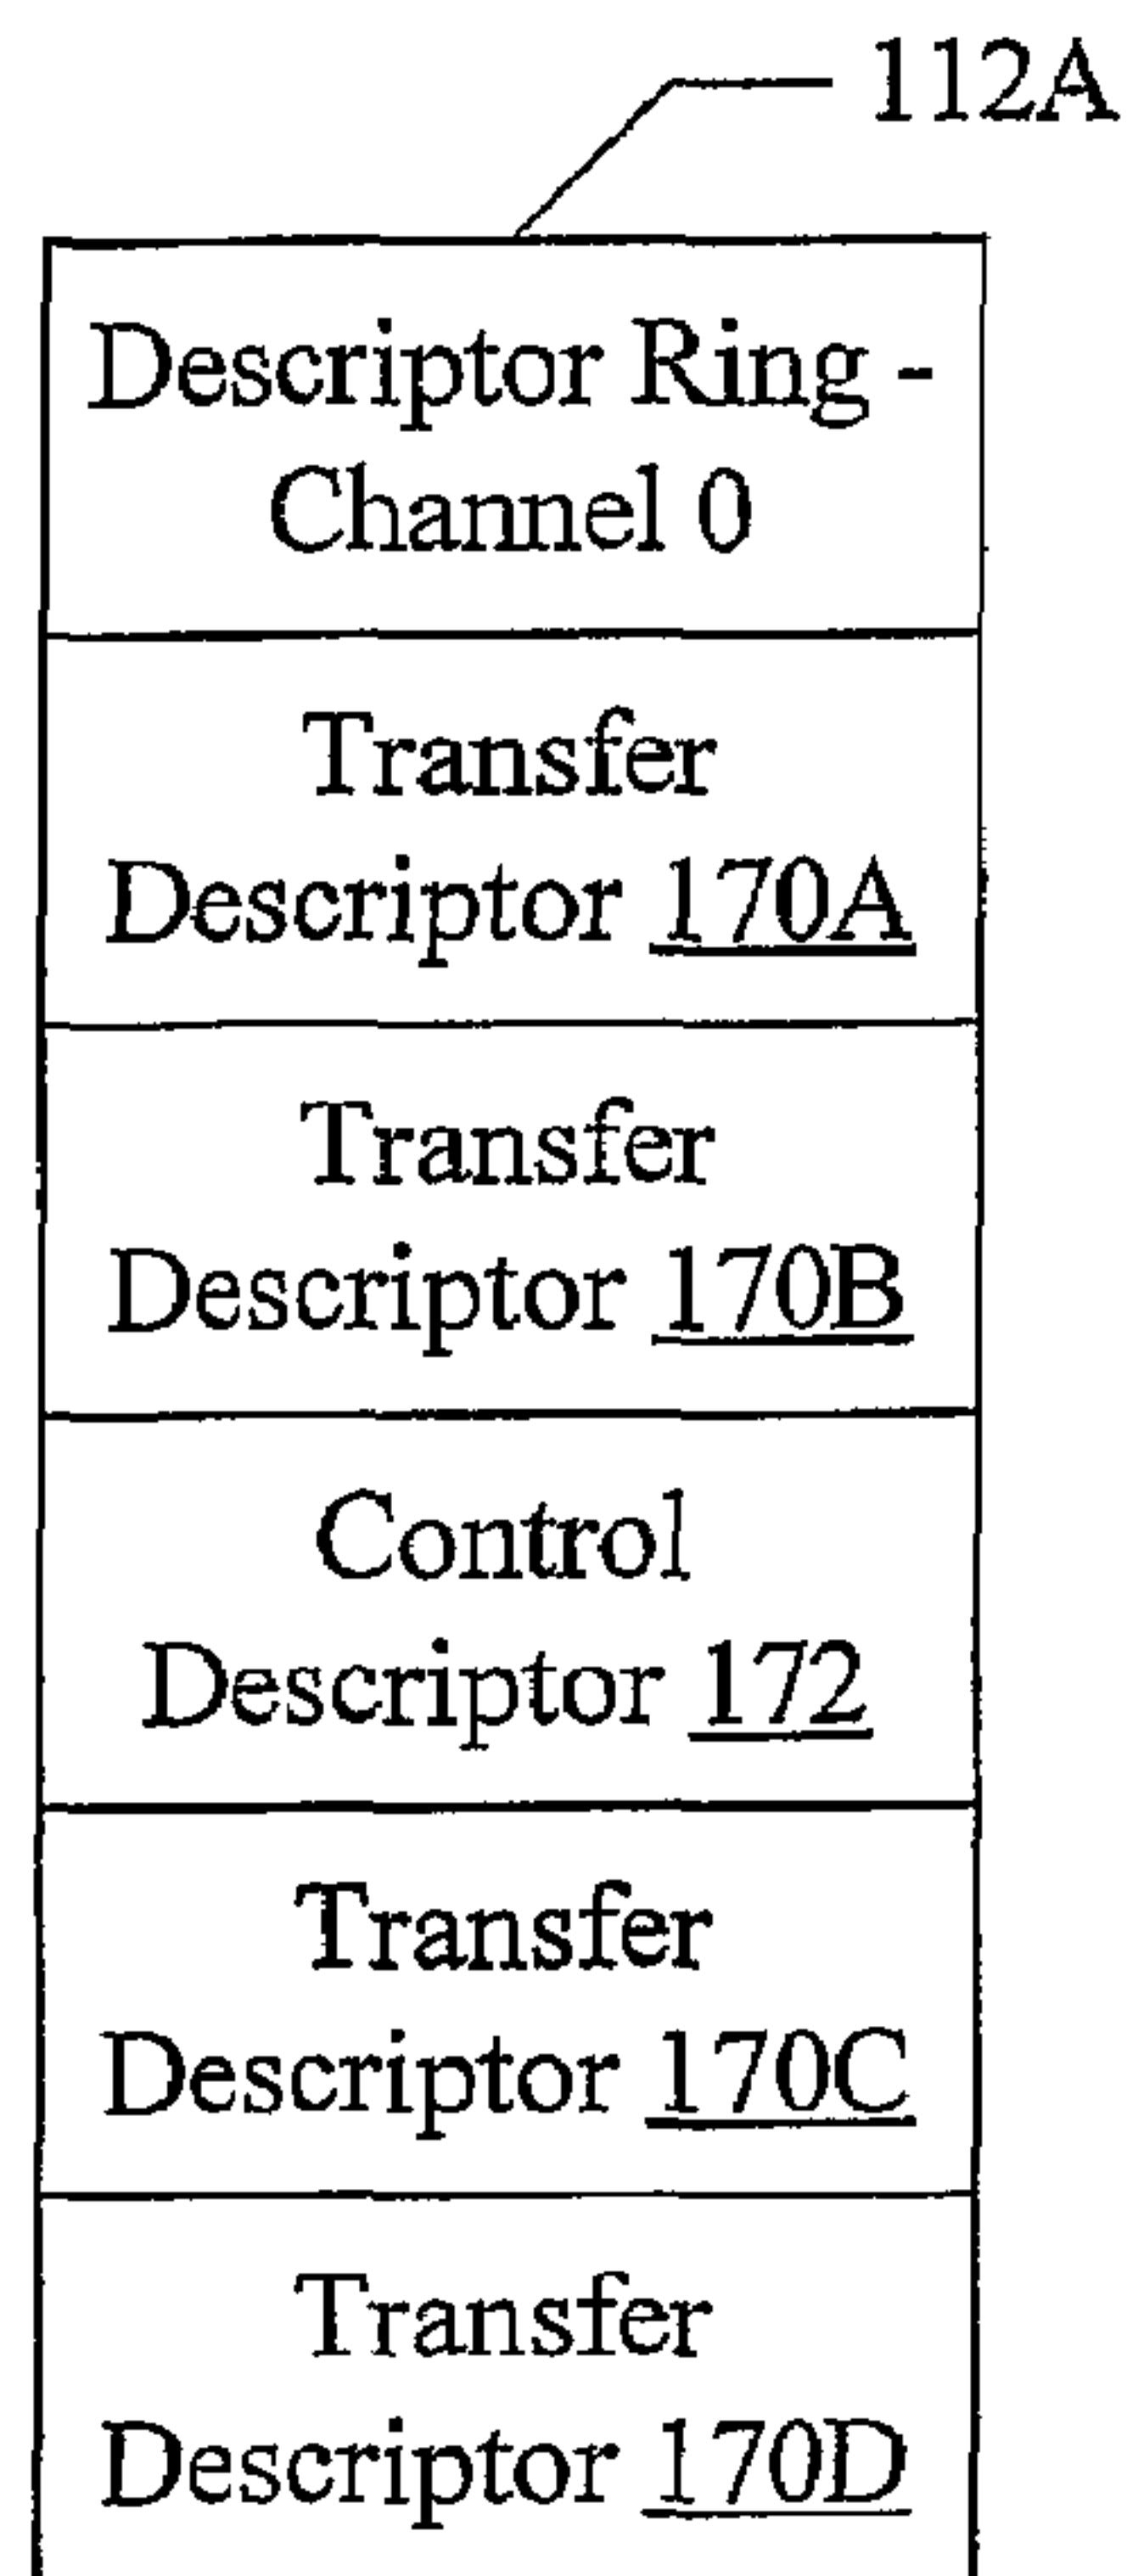 112A
Descriptor Ring -
Channel 0
Transfer
Descriptor 170A
Transfer
Descriptor 170B
Control
Descriptor 172
Transfer
Descriptor 170C
Transfer
Descriptor 170D